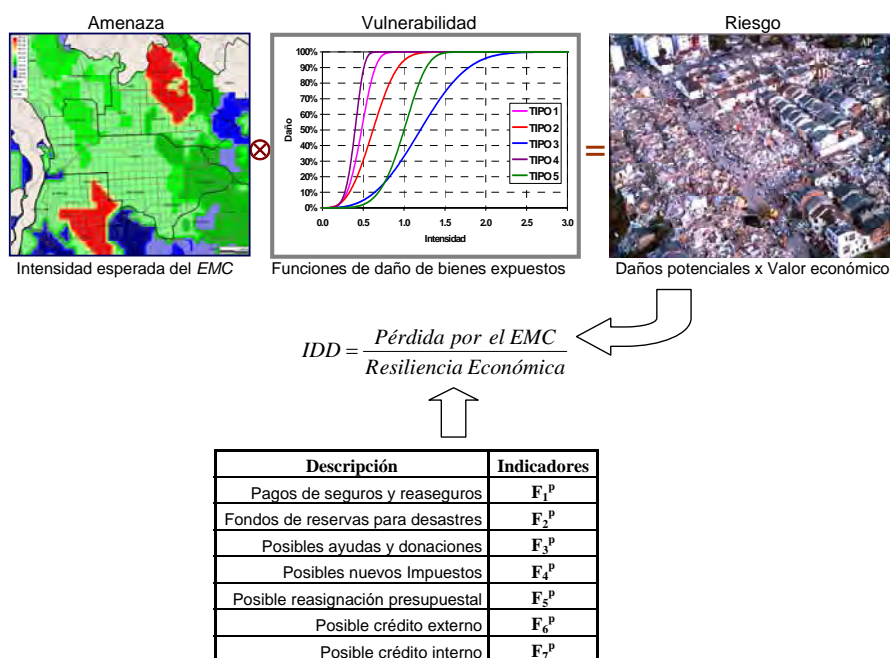 Amenaza
Vulnerabilidad
Riesgo
100%
90%
80%
70%
60%
50%
40%
30%
20%
10%
0%
Daño
0.0 0.5 1.0 1.5 2.0 2.5 3.0
Intensidad
TIPO 1
TIPO 2
TIPO 3
TIPO 4
TIPO 5
⊗
=
AP
Intensidad esperada del EMC
Funciones de daño de bienes expuestos
Daños potenciales x Valor económico
IDD = Pérdida por el EMC
Resiliencia Económica
Descripción Indicadores
Pagos de seguros y reaseguros F₁ᵖ
Fondos de reservas para desastres F₂ᵖ
Posibles ayudas y donaciones F₃ᵖ
Posibles nuevos Impuestos F₄ᵖ
Posible reasignación presupuestal F₅ᵖ
Posible crédito externo F₆ᵖ
Posible crédito interno F₇ᵖ